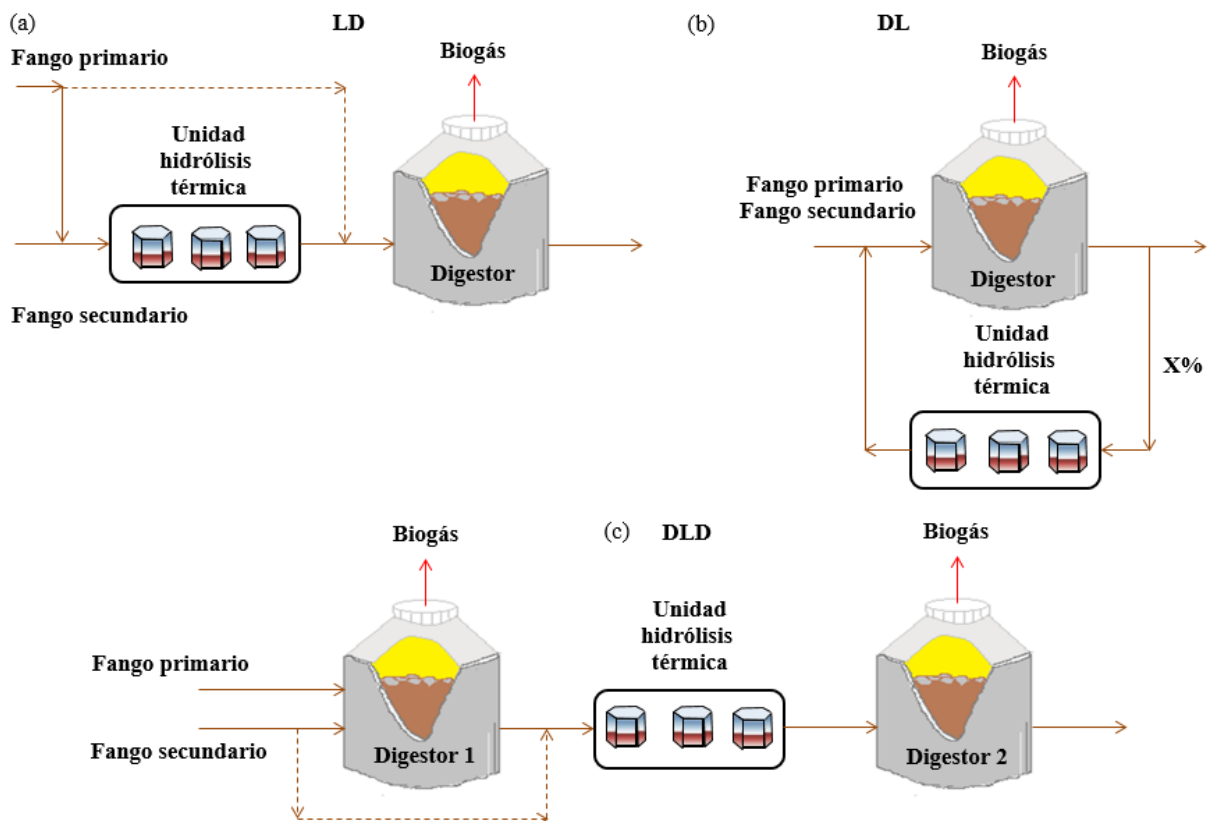 (a)
LD
Fango primario
Biogás
Unidad
hidrólisis
térmica
Digestor
Fango secundario
(b)
DL
Biogás
Fango primario
Fango secundario
Digestor
Unidad
hidrólisis
térmica
X%
(c)
DLD
Biogás
Fango primario
Fango secundario
Digestor 1
Unidad
hidrólisis
térmica
Biogás
Digestor 2